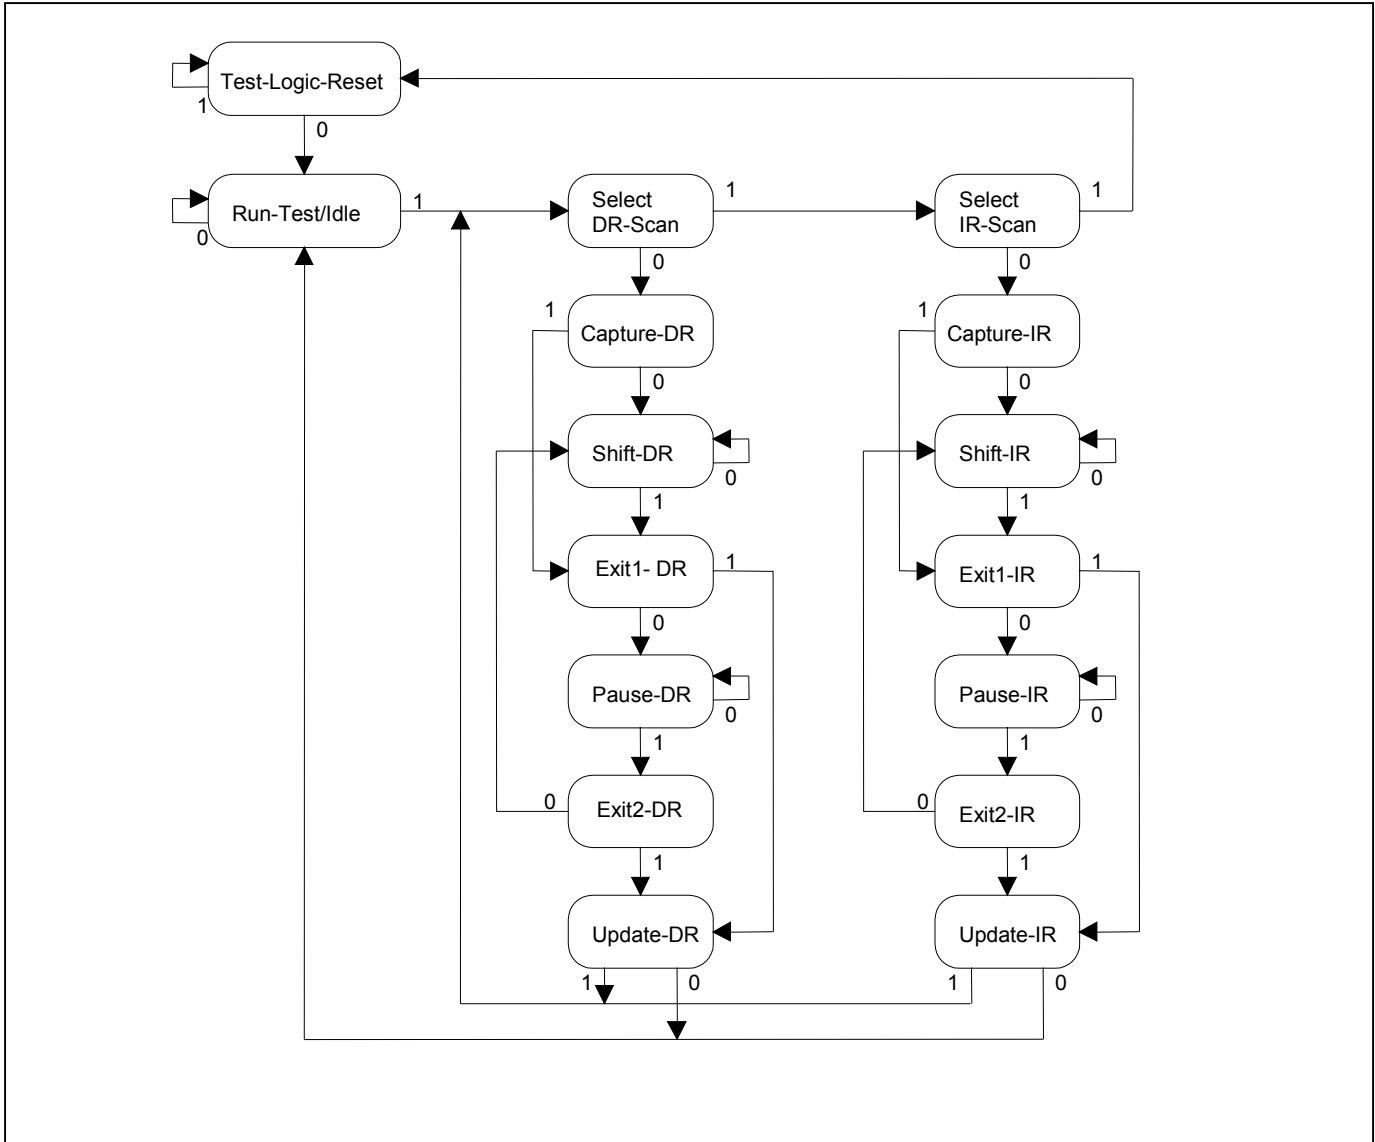 Test-Logic-Reset
1
0
Run-Test/Idle
0
1
Select
DR-Scan
1
0
Select
IR-Scan
1
0
1
Capture-DR
0
1
Capture-IR
0
Shift-DR
0
1
Shift-IR
0
1
Exit1- DR
1
0
Exit1-IR
1
0
Pause-DR
0
1
Pause-IR
0
1
0
Exit2-DR
1
0
Exit2-IR
1
Update-DR
1
0
Update-IR
1
0